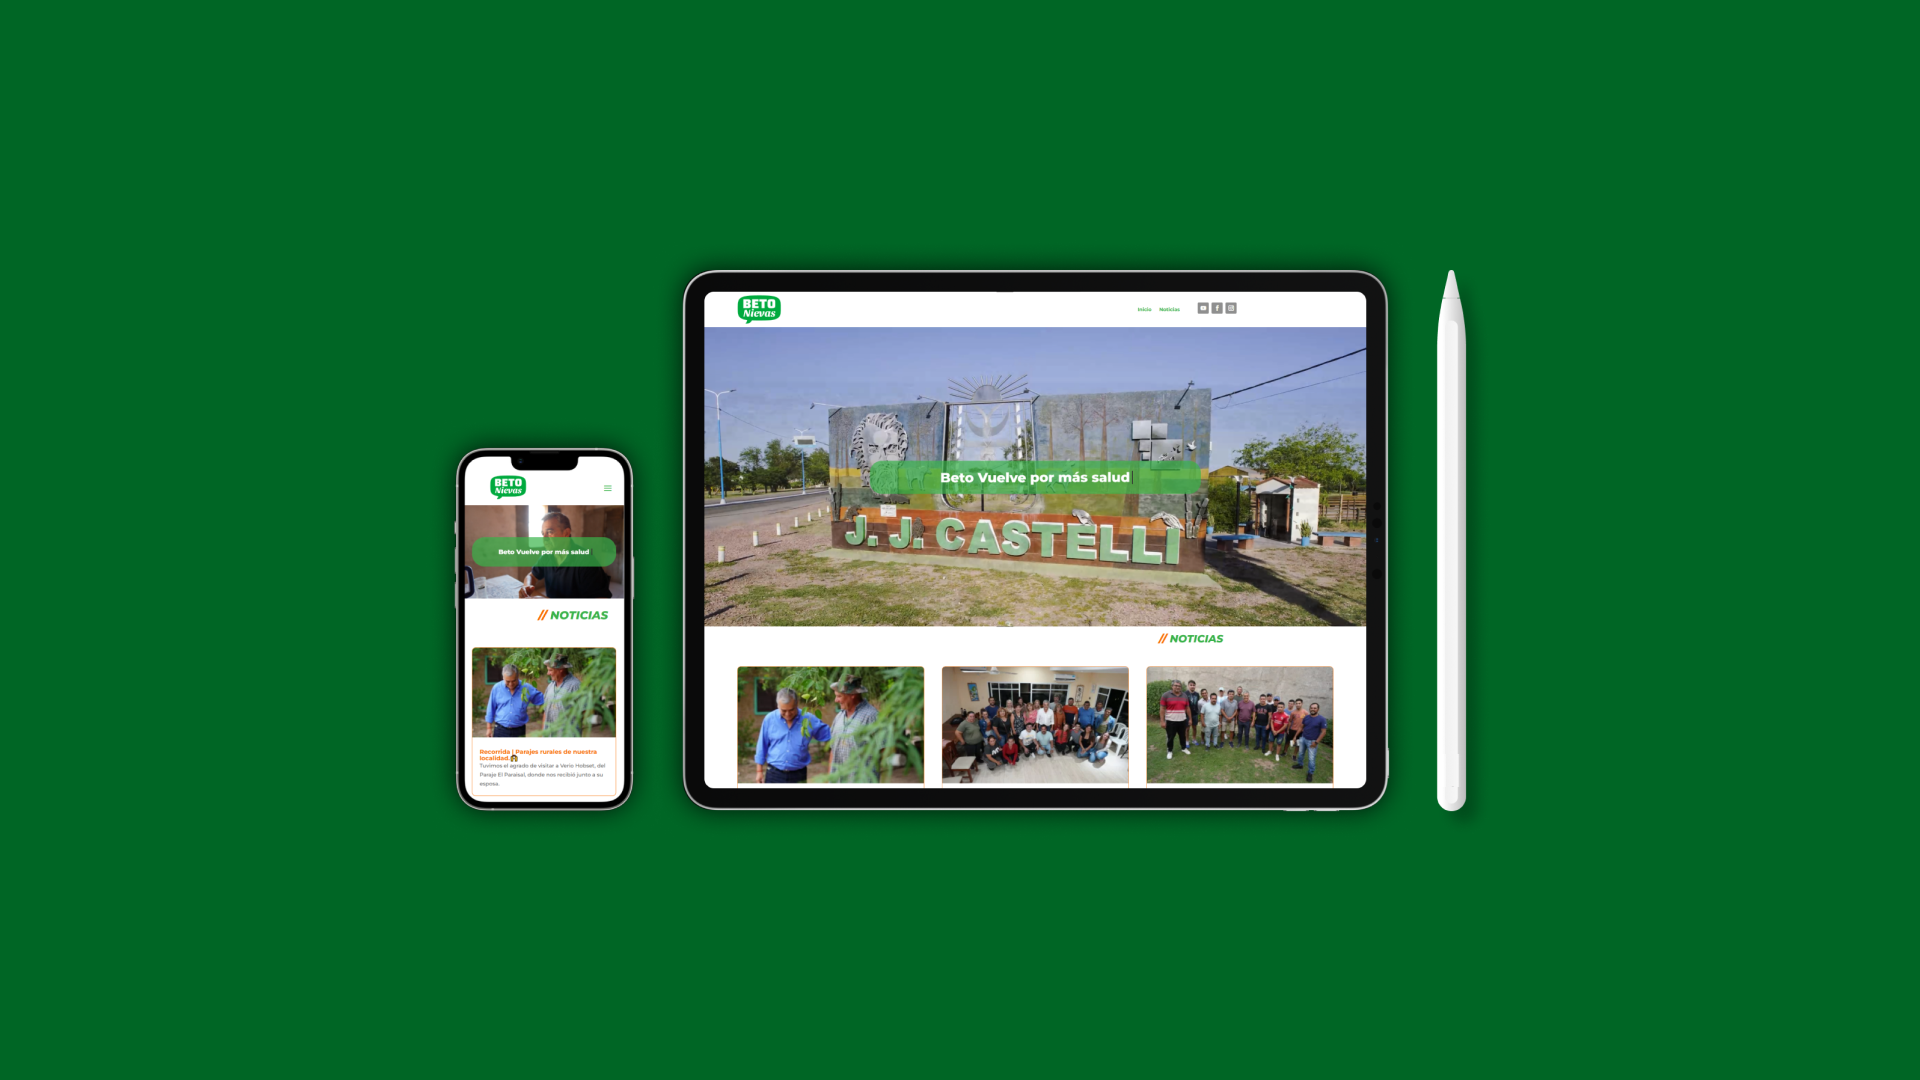 BETO
Nievas
Beto Vuelve por más salud
// NOTICIAS
Recorrida | Parajes rurales de nuestra
localidad.
Tuvimos el agrado de visitar a Verio Hobset, del
Paraje El Paraisal, donde nos recibió junto a su
esposa.
BETO
Nievas
Inicio
Noticias
Beto Vuelve por más salud
J. J. CASTELLI
// NOTICIAS